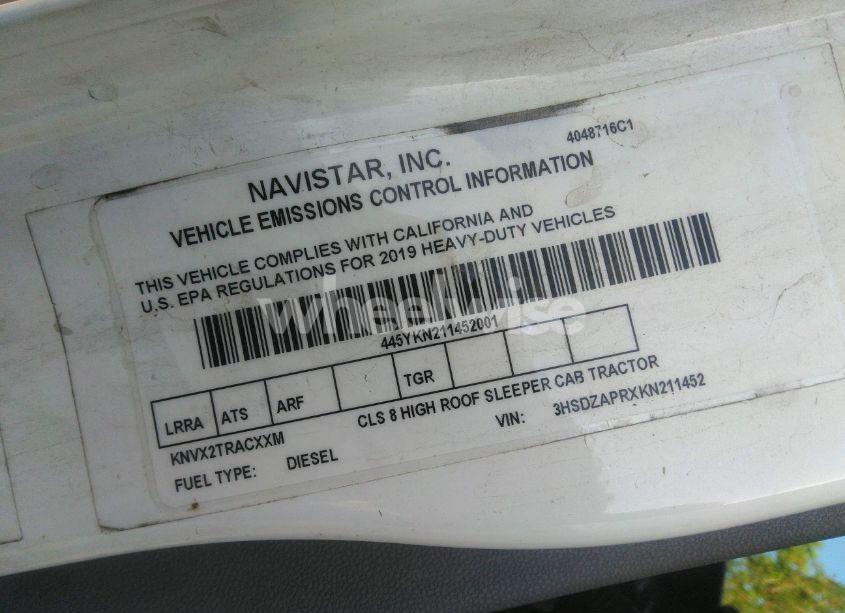 4048716C1
NAVISTAR, INC.
VEHICLE EMISSIONS CONTROL INFORMATION
THIS VEHICLE COMPLIES WITH CALIFORNIA AND
U.S. EPA REGULATIONS FOR 2019 HEAVY-DUTY VEHICLES
wheelwise
445YKN211452001
LRRA ATS ARF TGR
KNVX2TRACXXM CLS 8 HIGH ROOF SLEEPER CAB TRACTOR
FUEL TYPE: DIESEL VIN: 3HSDZAPRXKN211452